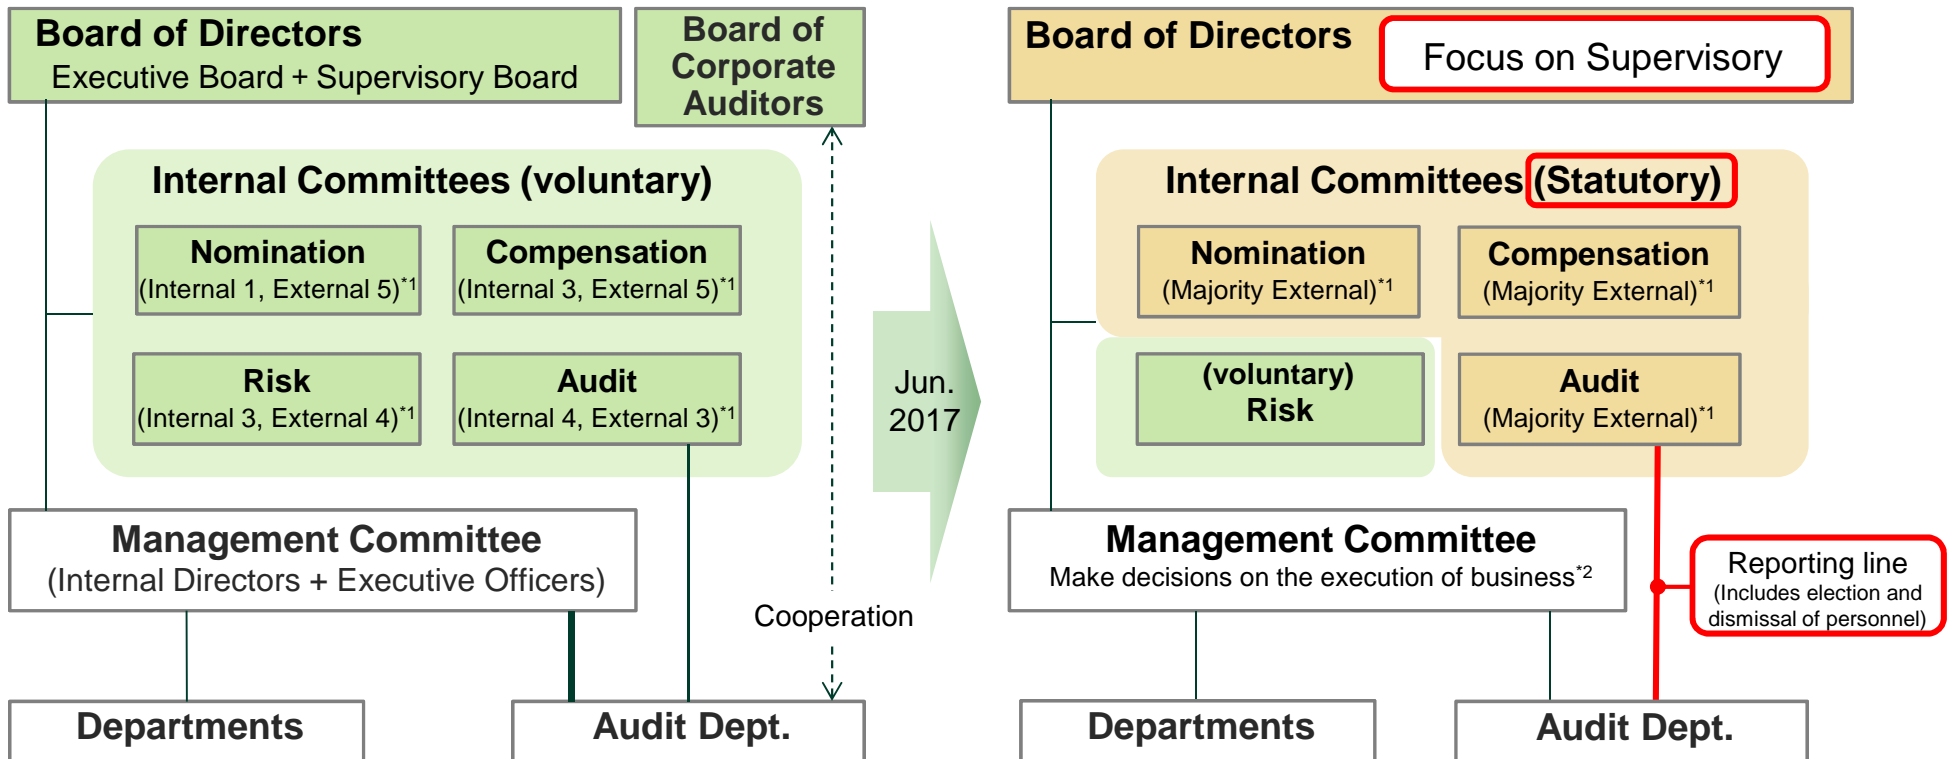 Board of Directors
Executive Board + Supervisory Board
Board of
Corporate
Auditors
Internal Committees (voluntary)
Nomination
(Internal 1, External 5)*1
Compensation
(Internal 3, External 5)*1
Risk
(Internal 3, External 4)*1
Audit
(Internal 4, External 3)*1
Management Committee
(Internal Directors + Executive Officers)
Cooperation
Departments
Audit Dept.
Jun.
2017
Board of Directors
Focus on Supervisory
Internal Committees (Statutory)
Nomination
(Majority External)*1
Compensation
(Majority External)*1
(voluntary)
Risk
Audit
(Majority External)*1
Management Committee
Make decisions on the execution of business*2
Reporting line
(Includes election and
dismissal of personnel)
Departments
Audit Dept.